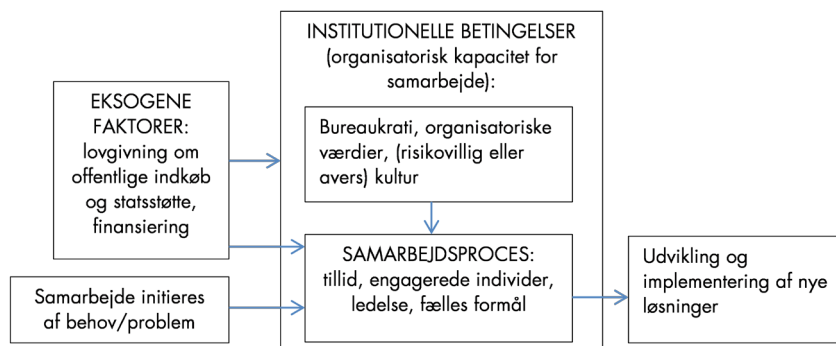 INSTITUTIONELLE BETINGELSER
(organisatorisk kapacitet for
samarbejde):
EKSOGENE
FAKTORER:
lovgivning om
offentlige indkøb
og statsstøtte,
finansiering
Bureaukrati, organisatoriske
værdier, (risikovillig eller
avers) kultur
SAMARBEJDSPROCES:
tillid, engagerede individer,
ledelse, fælles formål
Samarbejde initieres
af behov/problem
Udvikling og
implementering af nye
løsninger